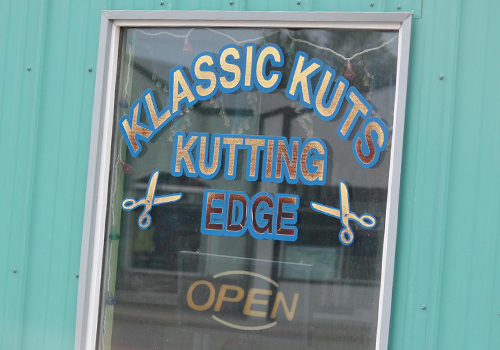 KLASSIC KUTS
KUTTING
EDGE
OPEN